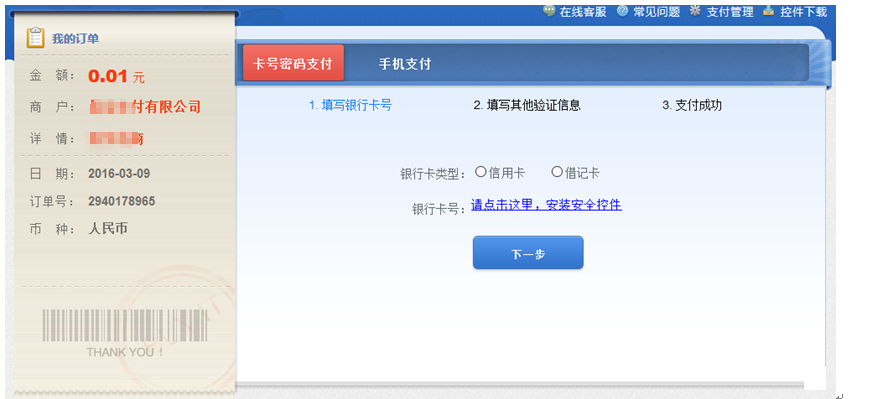 在线客服 常见问题 支付管理 控件下载
我的订单
金 额： 0.01 元
商 户： 付有限公司
详 情：
日 期： 2016-03-09
订单号： 2940178965
币 种： 人民币
THANK YOU !
卡号密码支付 手机支付
1. 填写银行卡号 2. 填写其他验证信息 3. 支付成功
银行卡类型： 信用卡 借记卡
银行卡号： 请点击这里，安装安全控件
下一步